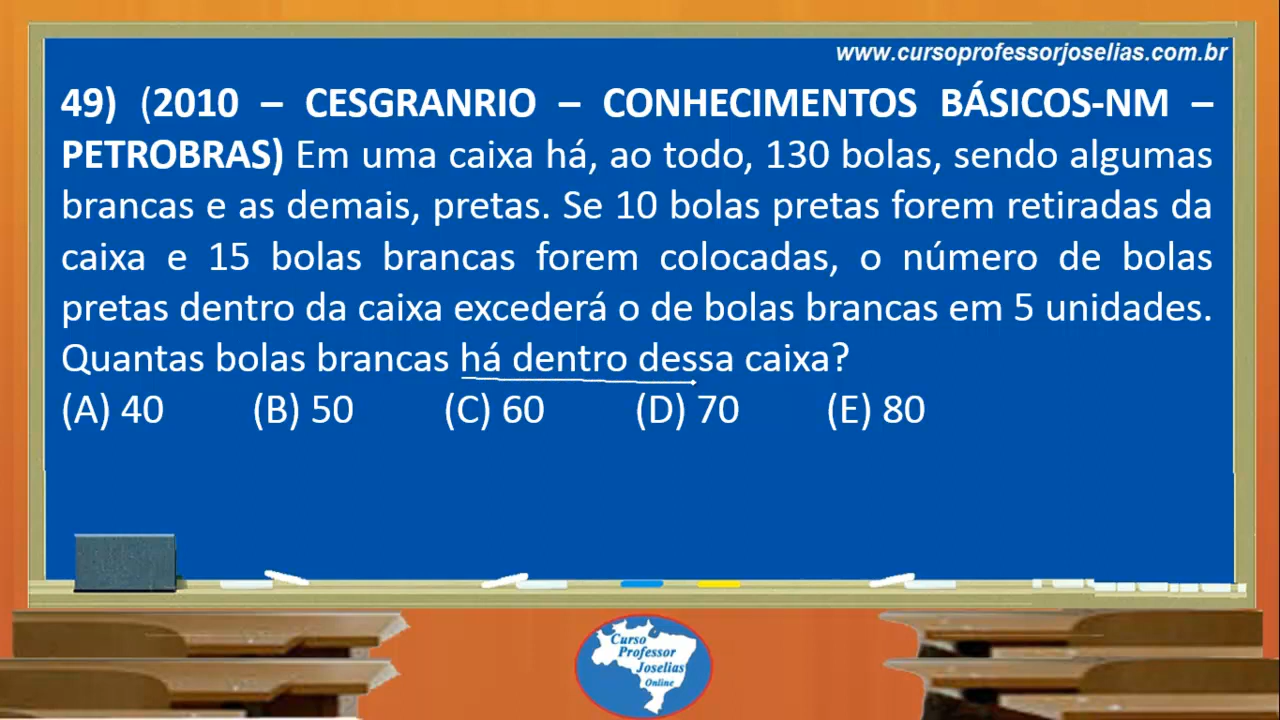 www.cursoprofessorjoselias.com.br
49) (2010 – CESGRANRIO – CONHECIMENTOS BÁSICOS-NM –
PETROBRAS) Em uma caixa há, ao todo, 130 bolas, sendo algumas
brancas e as demais, pretas. Se 10 bolas pretas forem retiradas da
caixa e 15 bolas brancas forem colocadas, o número de bolas
pretas dentro da caixa excederá o de bolas brancas em 5 unidades.
Quantas bolas brancas há dentro dessa caixa?
(A) 40 (B) 50 (C) 60 (D) 70 (E) 80
Curso
Professor
Joselias
Online